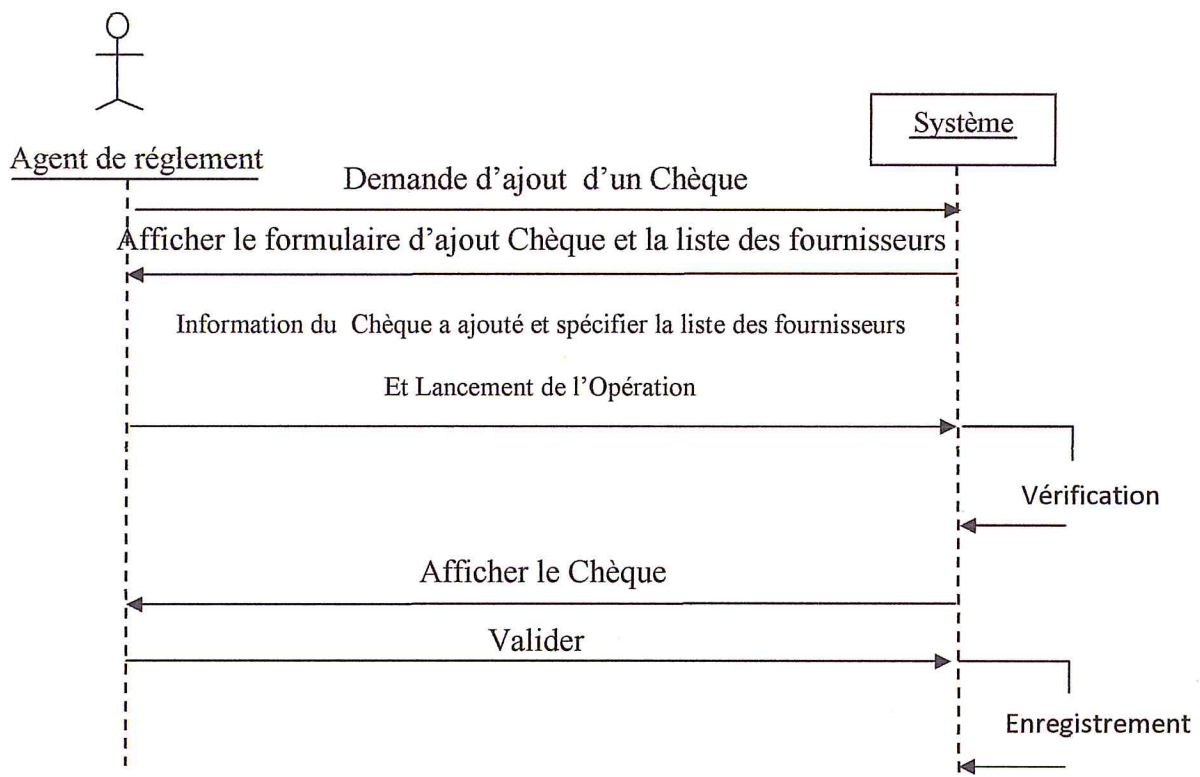 Système
Agent de réglement
Demande d'ajout d'un Chèque
Afficher le formulaire d'ajout Chèque et la liste des fournisseurs
Information du Chèque a ajouté et spécifier la liste des fournisseurs
Et Lancement de l'Opération
Vérification
Afficher le Chèque
Valider
Enregistrement